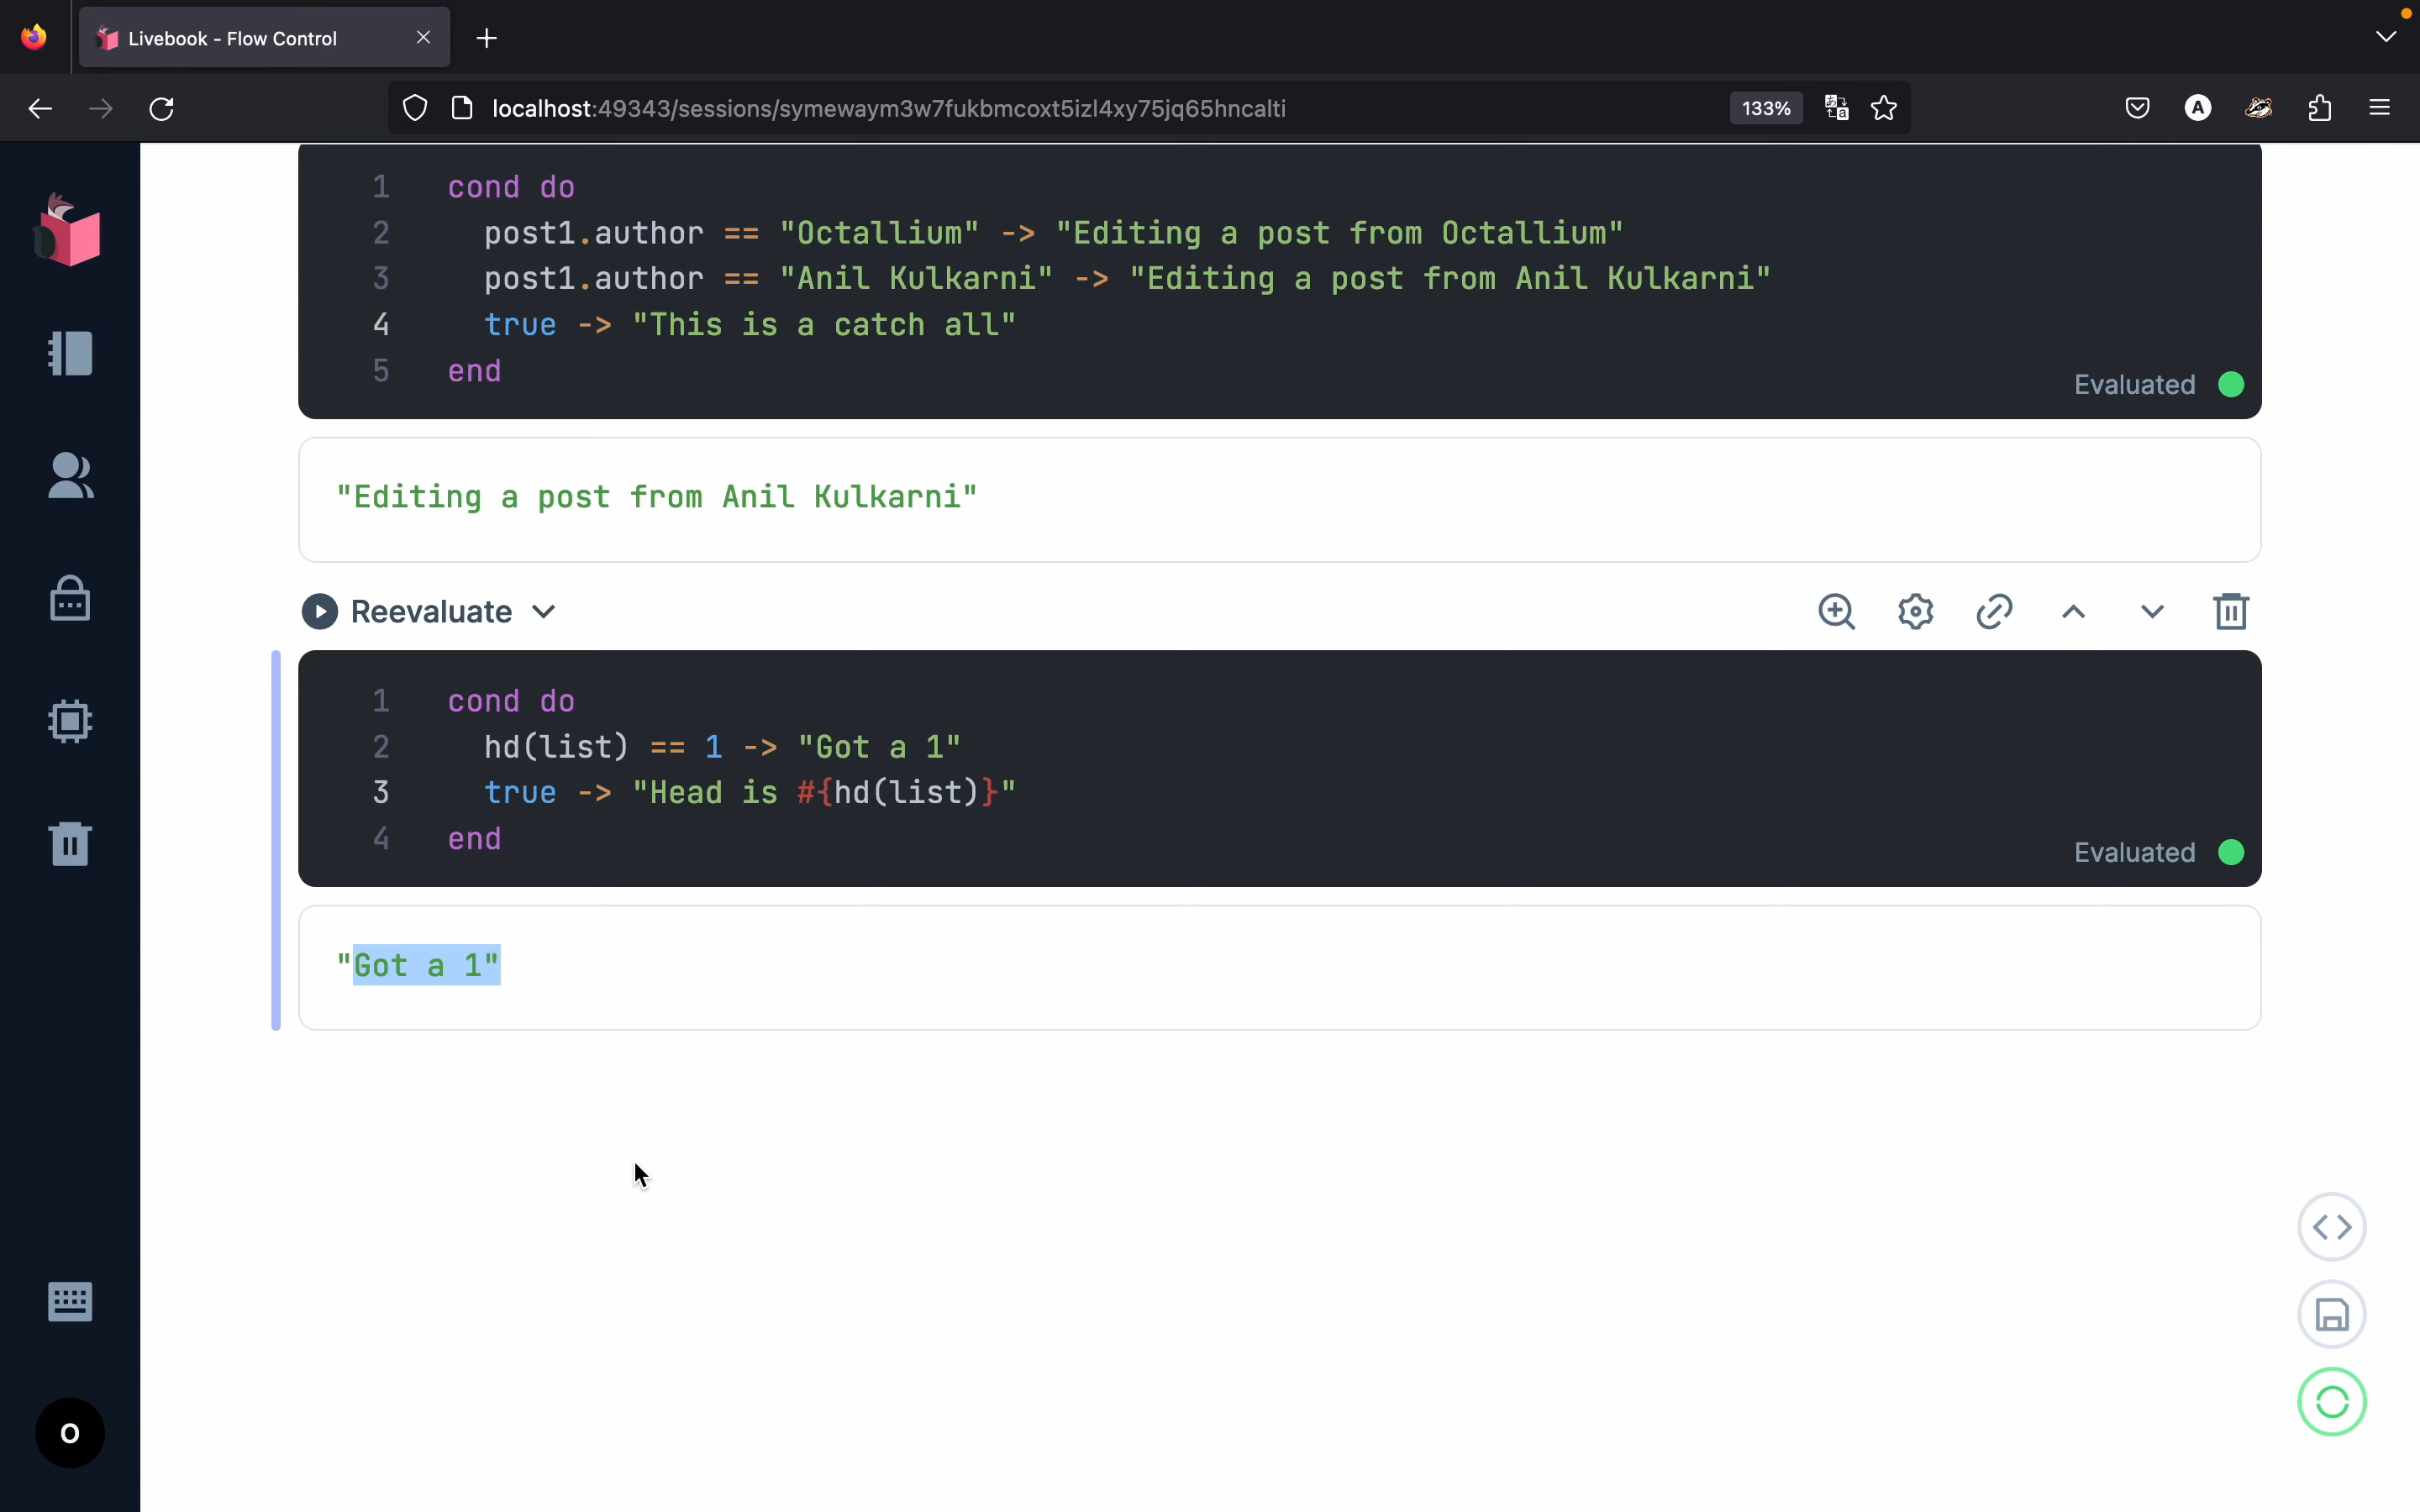 Livebook - Flow Control
localhost:49343/sessions/symewaym3w7fukbmcoxt5izl4xy75jq65hncalti
133%
A
1 cond do
2 post1.author == "Octallium" -> "Editing a post from Octallium"
3 post1.author == "Anil Kulkarni" -> "Editing a post from Anil Kulkarni"
4 true -> "This is a catch all"
5 end
Evaluated
"Editing a post from Anil Kulkarni"
Reevaluate
1 cond do
2 hd(list) == 1 -> "Got a 1"
3 true -> "Head is #{hd(list)}"
4 end
Evaluated
"Got a 1"
O